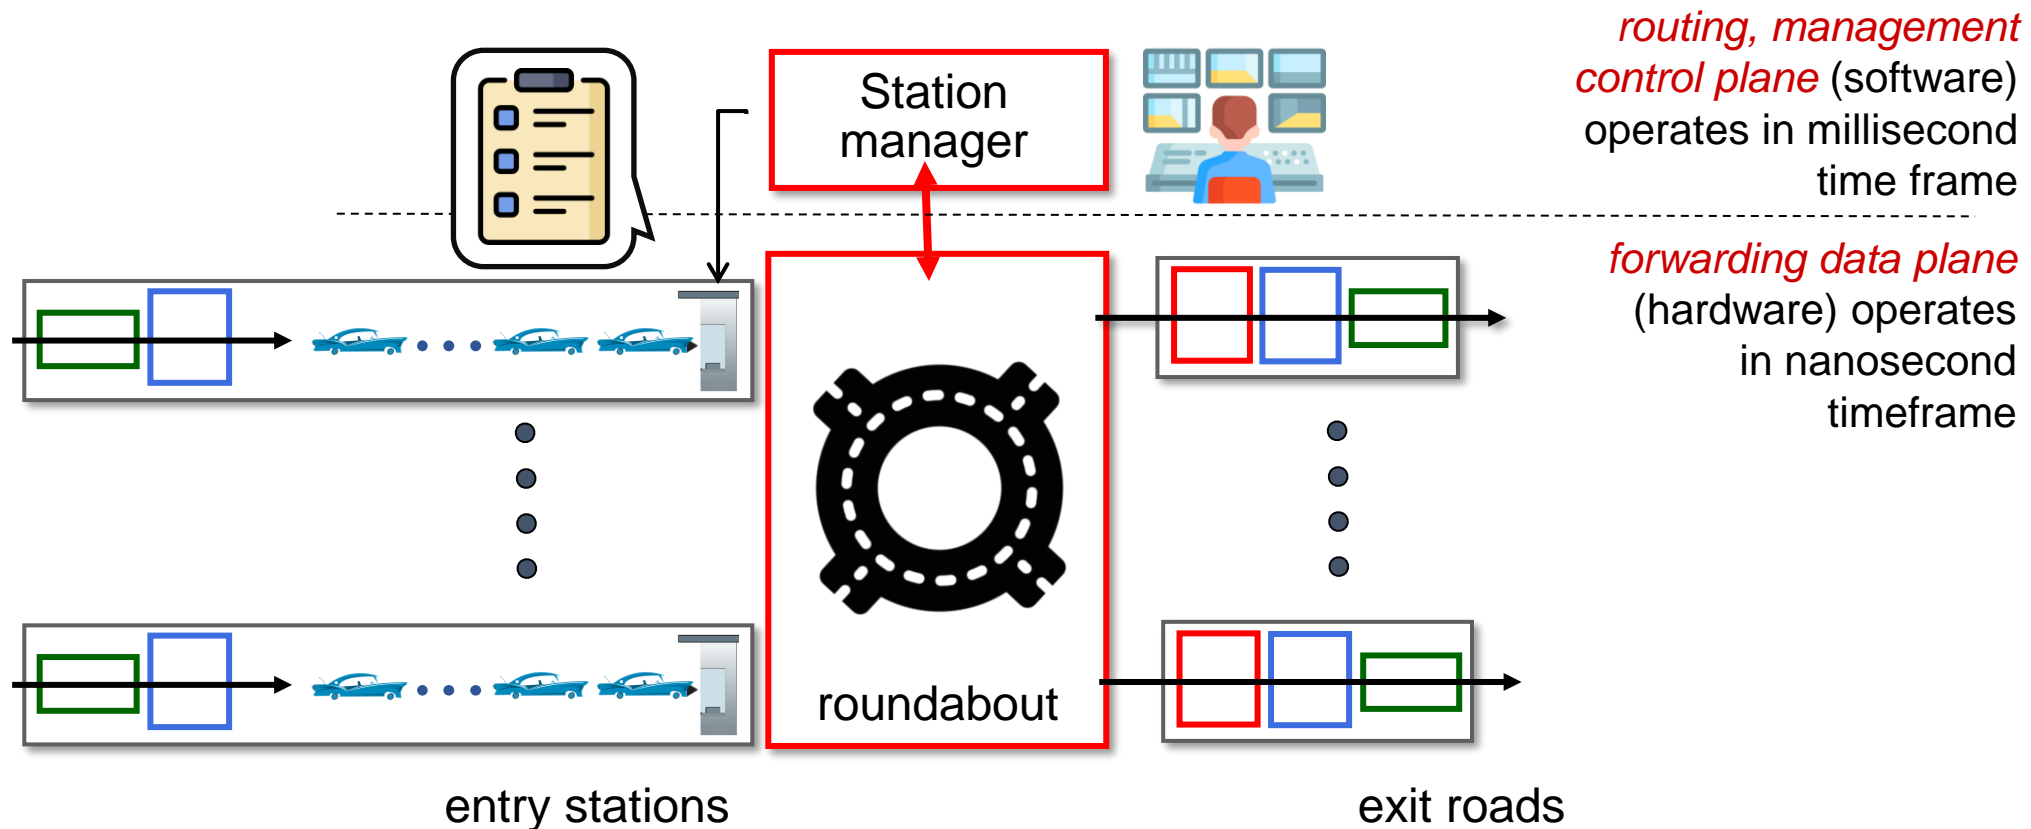 Station
manager
routing, management
control plane (software)
operates in millisecond
time frame
forwarding data plane
(hardware) operates
in nanosecond
timeframe
roundabout
entry stations
exit roads